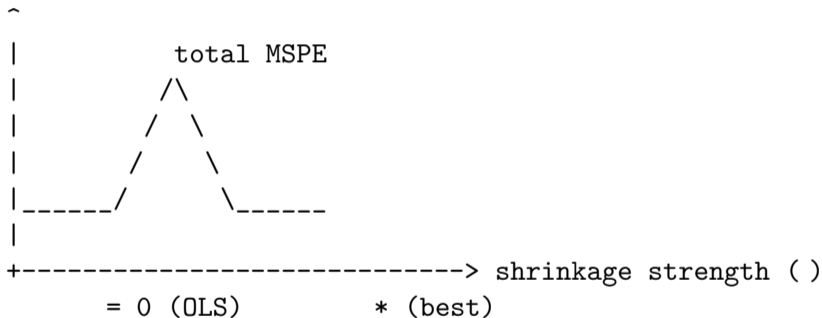 total MSPE
shrinkage strength ( )
= 0 (OLS)
* (best)